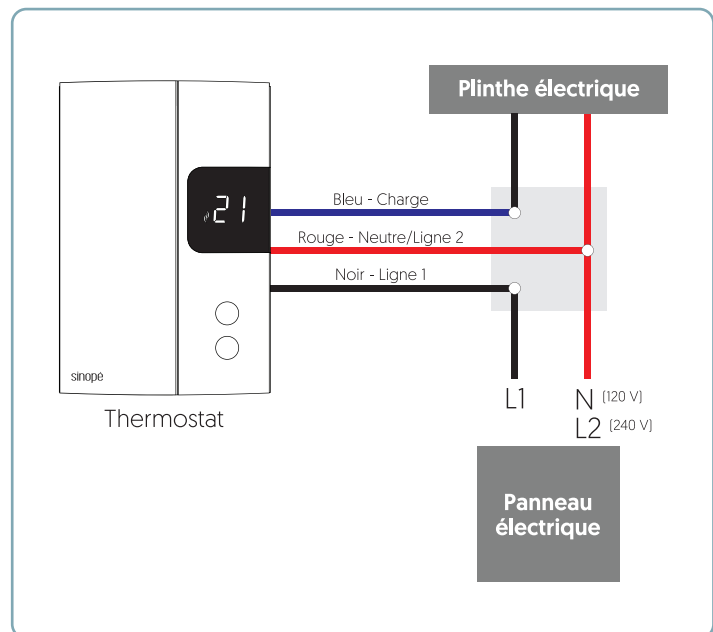 Plinthe électrique
Bleu - Charge
21
Rouge - Neutre/Ligne 2
Noir - Ligne 1
sinopé
Thermostat
L1
N (120 V)
L2 (240 V)
Panneau
électrique